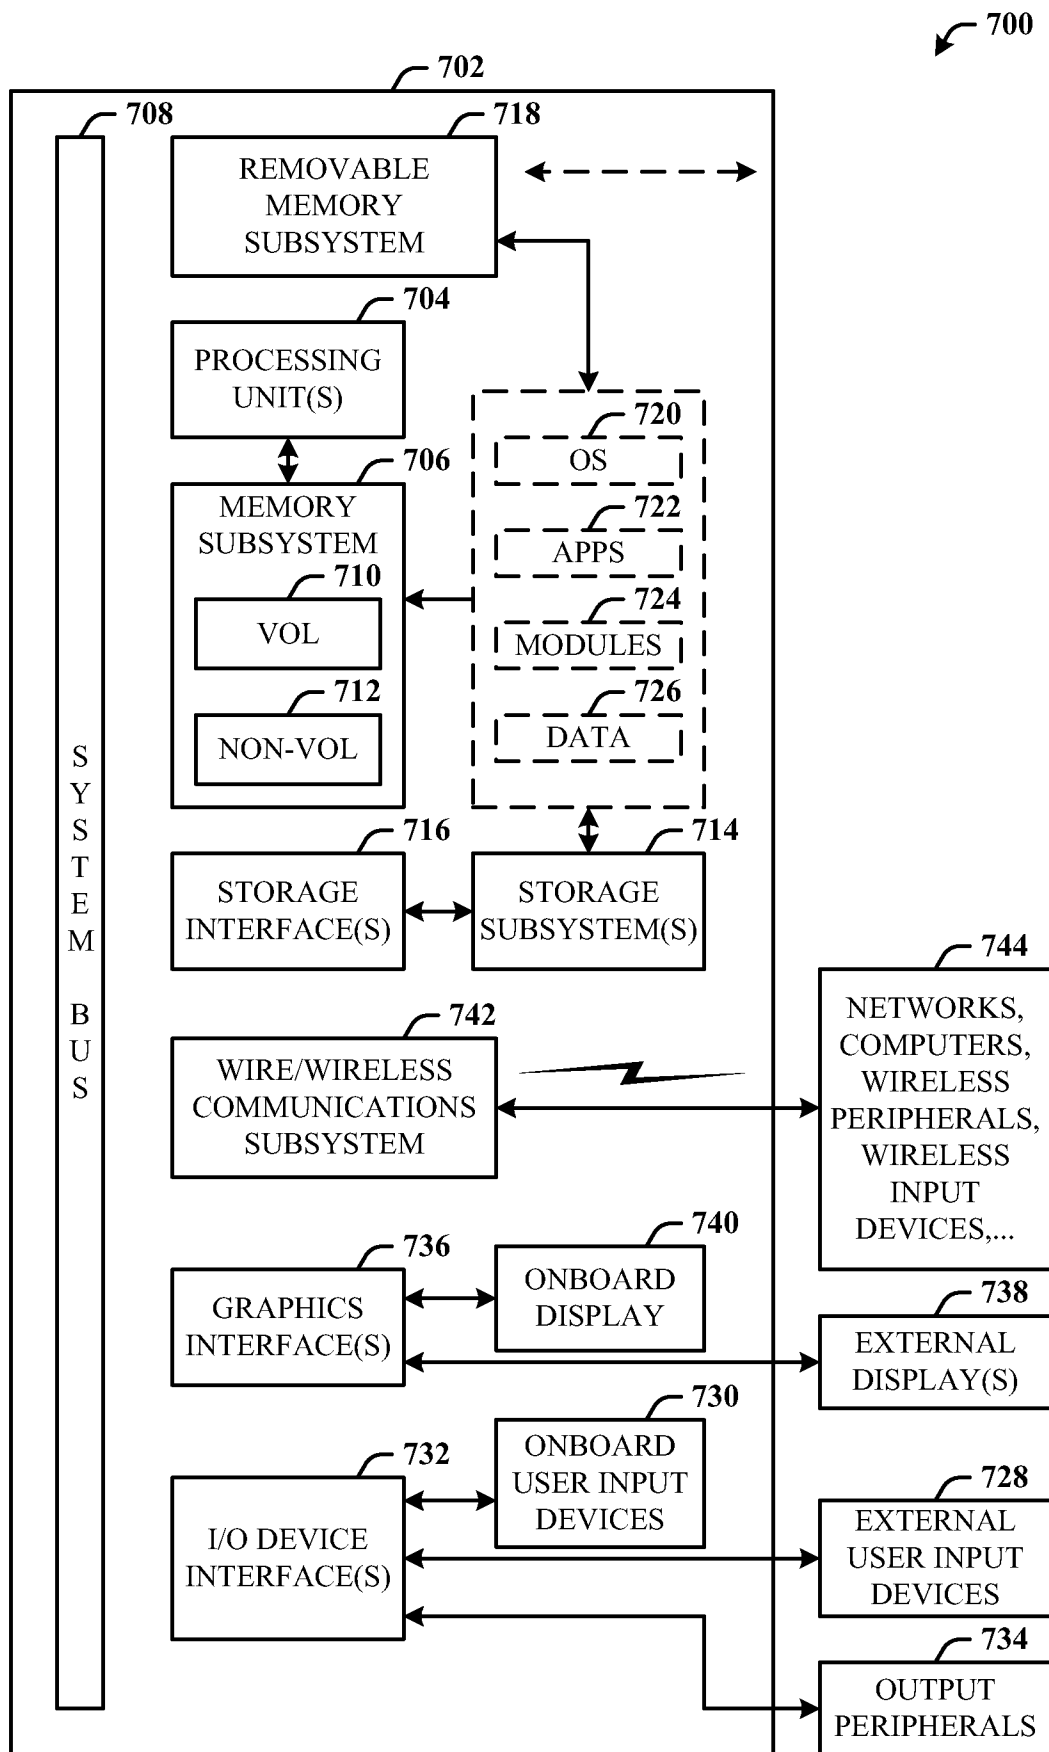 700
702
708
718
REMOVABLE
MEMORY
SUBSYSTEM
704
PROCESSING
UNIT(S)
706
MEMORY
SUBSYSTEM
710
VOL
712
NON-VOL
720
OS
722
APPS
724
MODULES
726
DATA
SYSTEM BUS
716
STORAGE
INTERFACE(S)
714
STORAGE
SUBSYSTEM(S)
742
WIRE/WIRELESS
COMMUNICATIONS
SUBSYSTEM
744
NETWORKS,
COMPUTERS,
WIRELESS
PERIPHERALS,
WIRELESS
INPUT
DEVICES,...
736
GRAPHICS
INTERFACE(S)
740
ONBOARD
DISPLAY
738
EXTERNAL
DISPLAY(S)
732
I/O DEVICE
INTERFACE(S)
730
ONBOARD
USER INPUT
DEVICES
728
EXTERNAL
USER INPUT
DEVICES
734
OUTPUT
PERIPHERALS